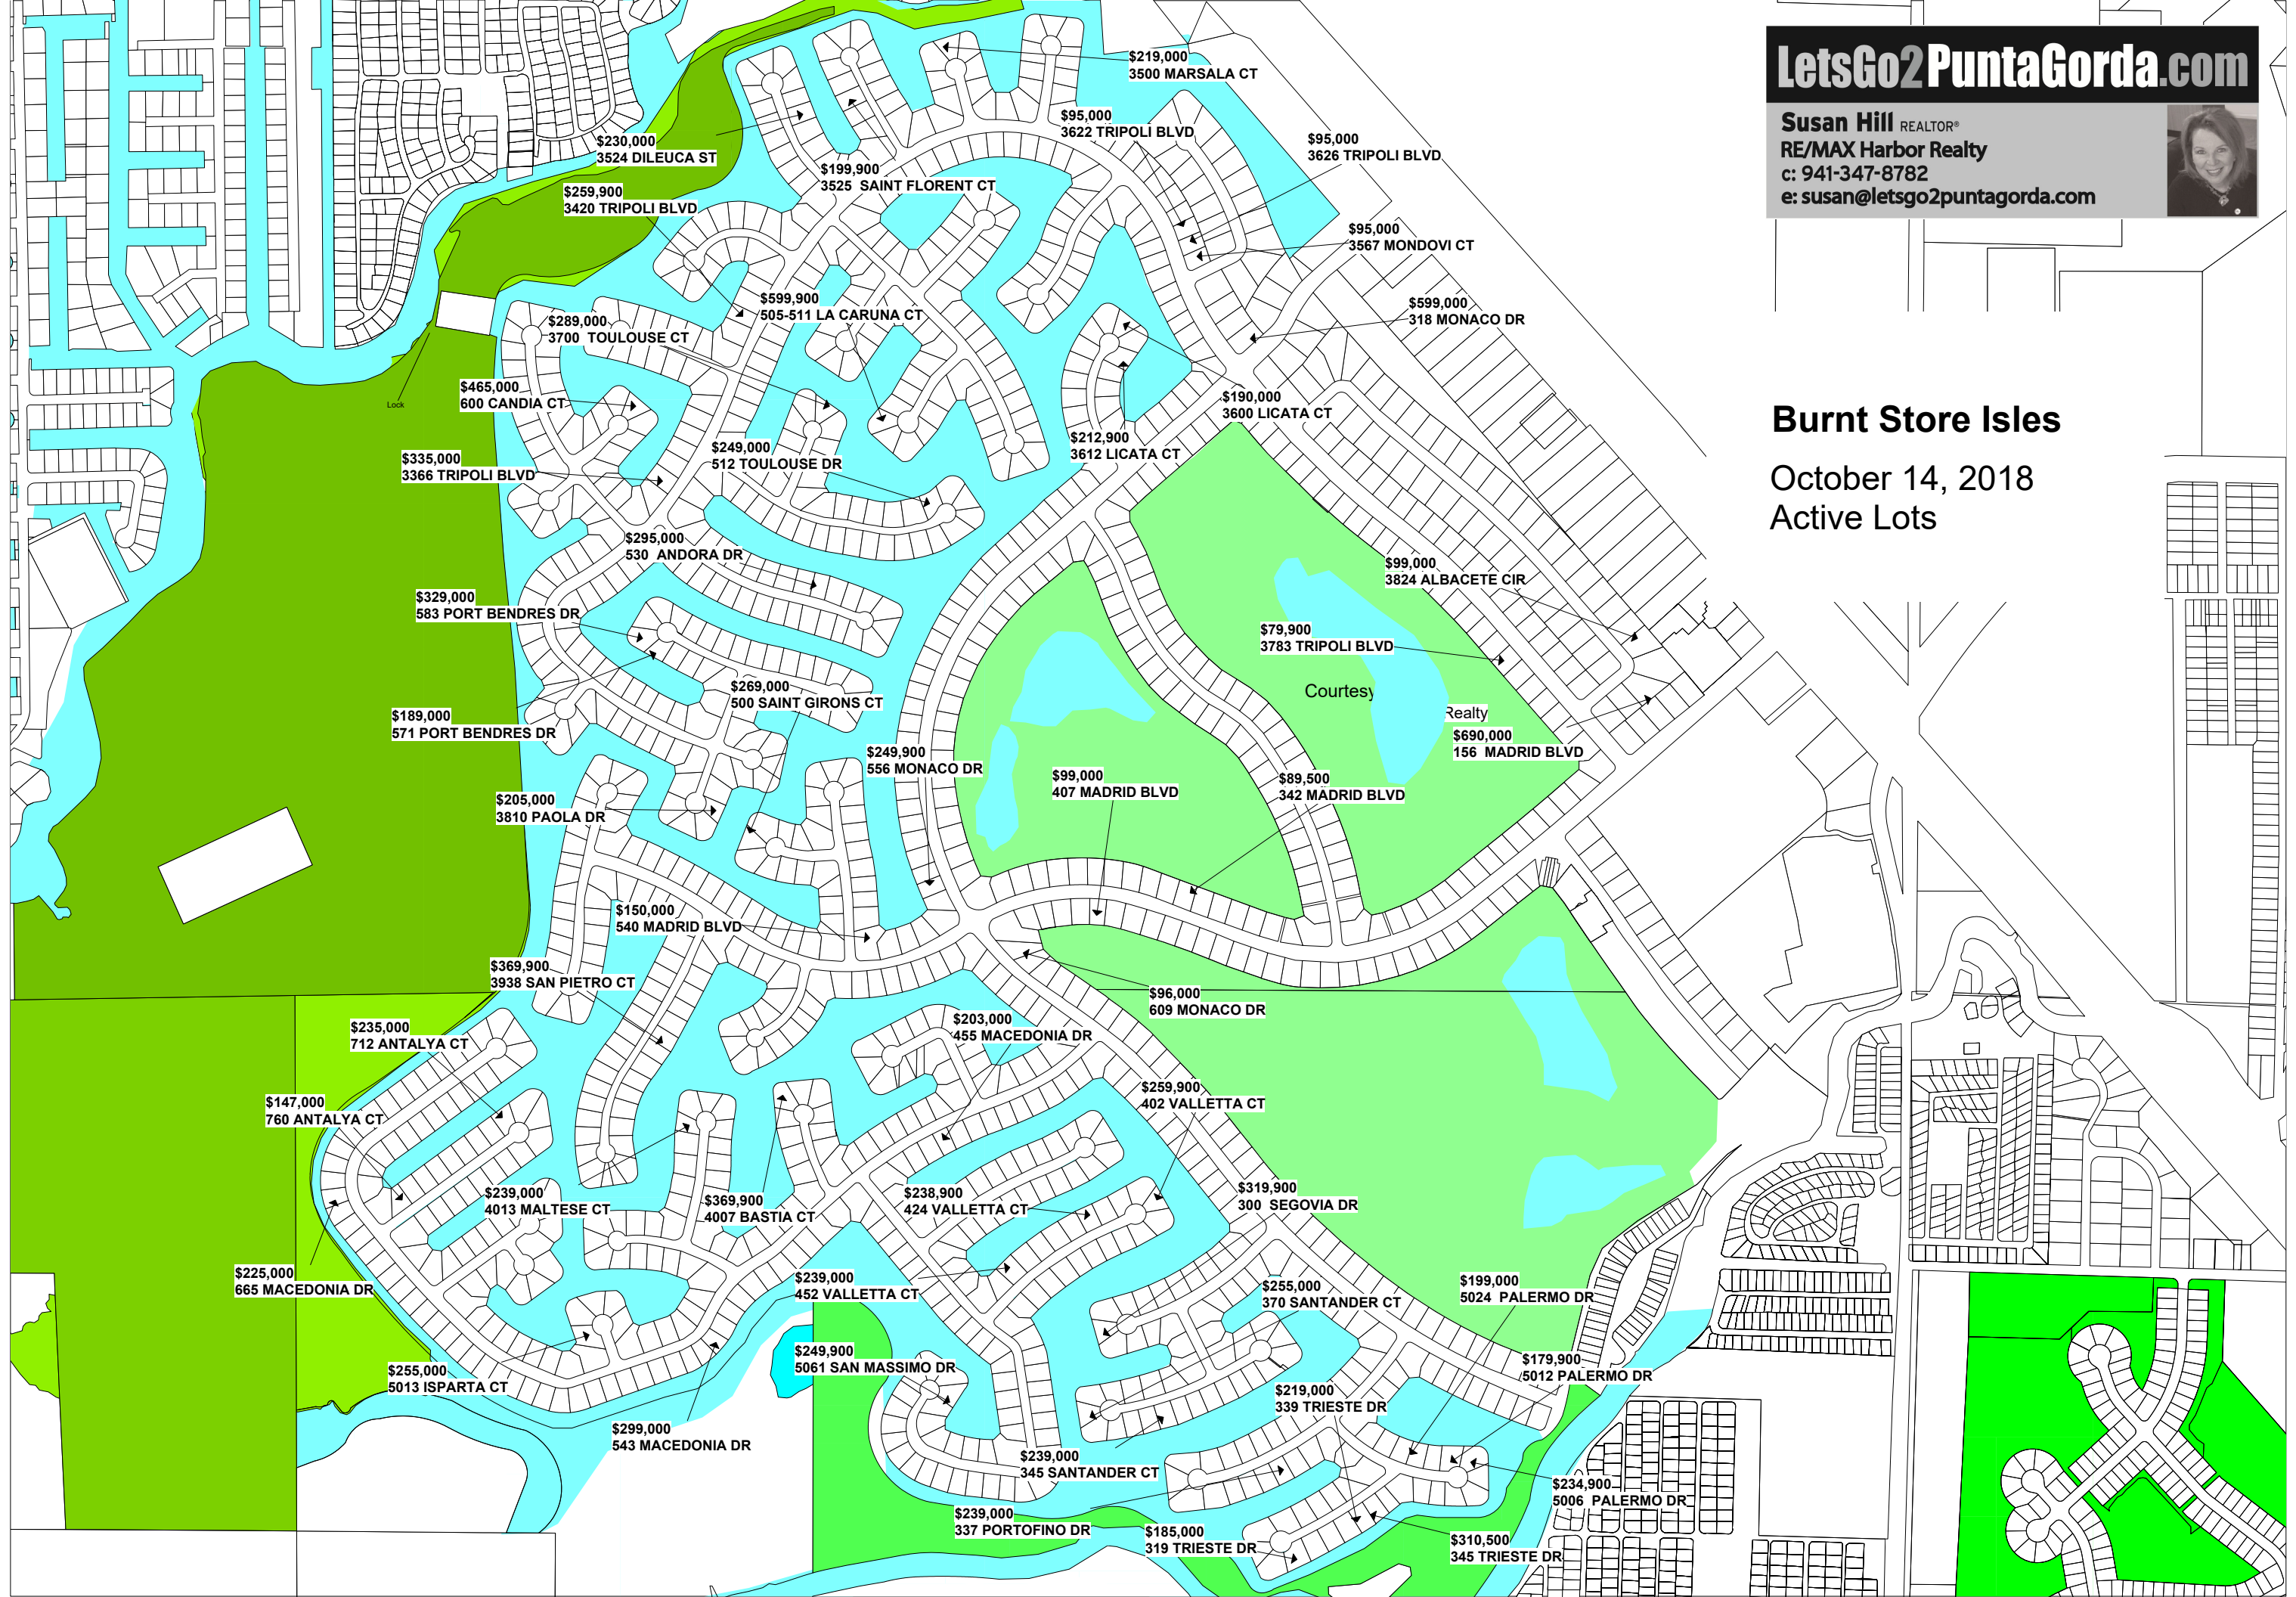 LetsGo2PuntaGorda.com
Susan Hill REALTOR®
RE/MAX Harbor Realty
c: 941-347-8782
e: susan@letsgo2puntagorda.com
Burnt Store Isles
October 14, 2018
Active Lots
$219,000
3500 MARSALA CT
$95,000
3622 TRIPOLI BLVD
$95,000
3626 TRIPOLI BLVD
$230,000
3524 DILEUCA ST
$199,900
3525 SAINT FLORENT CT
$259,900
3420 TRIPOLI BLVD
$95,000
3567 MONDOVI CT
$599,900
505-511 LA CARUNA CT
$599,000
318 MONACO DR
$289,000
3700 TOULOUSE CT
Lock
$465,000
600 CANDIA CT
$190,000
3600 LICATA CT
$212,900
3612 LICATA CT
$249,000
512 TOULOUSE DR
$335,000
3366 TRIPOLI BLVD
$295,000
530 ANDORA DR
$99,000
3824 ALBACETE CIR
$329,000
583 PORT BENDRES DR
$79,900
3783 TRIPOLI BLVD
Courtesy
Realty
$269,000
500 SAINT GIRONS CT
$189,000
571 PORT BENDRES DR
$690,000
156 MADRID BLVD
$249,900
556 MONACO DR
$99,000
407 MADRID BLVD
$89,500
342 MADRID BLVD
$205,000
3810 PAOLA DR
$150,000
540 MADRID BLVD
$369,900
3938 SAN PIETRO CT
$96,000
609 MONACO DR
$203,000
455 MACEDONIA DR
$235,000
712 ANTALYA CT
$259,900
402 VALLETTA CT
$147,000
760 ANTALYA CT
$239,000
4013 MALTESE CT
$369,900
4007 BASTIA CT
$238,900
424 VALLETTA CT
$319,900
300 SEGOVIA DR
$225,000
665 MACEDONIA DR
$239,000
452 VALLETTA CT
$255,000
370 SANTANDER CT
$199,000
5024 PALERMO DR
$249,900
5061 SAN MASSIMO DR
$255,000
5013 ISPARTA CT
$179,900
5012 PALERMO DR
$219,000
339 TRIESTE DR
$299,000
543 MACEDONIA DR
$239,000
345 SANTANDER CT
$234,900
5006 PALERMO DR
$239,000
337 PORTOFINO DR
$185,000
319 TRIESTE DR
$310,500
345 TRIESTE DR